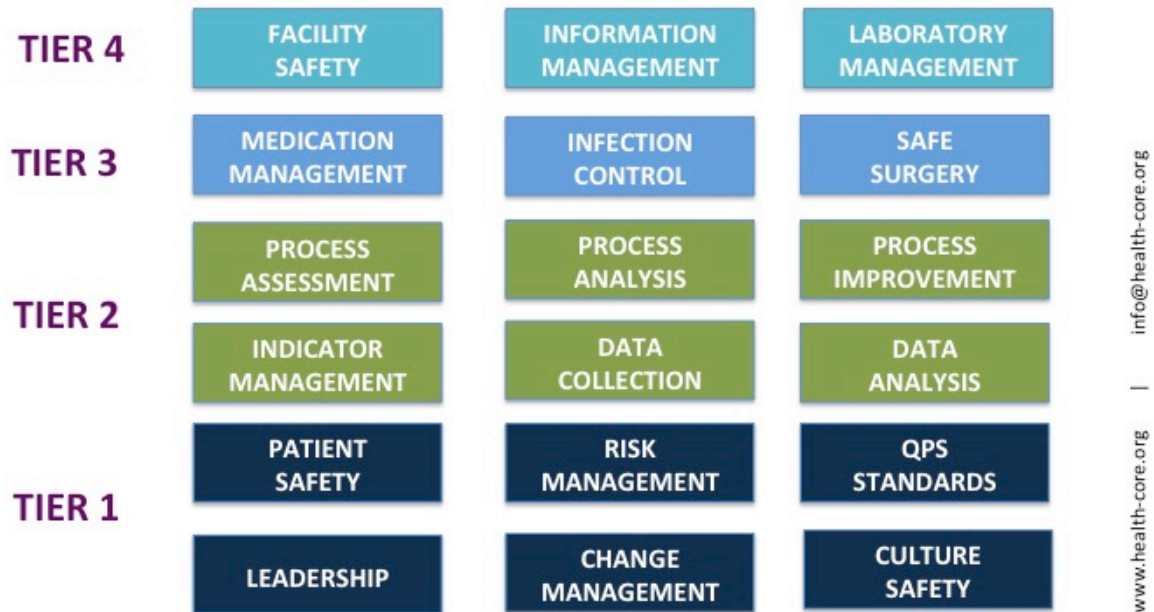 TIER 4
FACILITY
SAFETY
INFORMATION
MANAGEMENT
LABORATORY
MANAGEMENT
TIER 3
MEDICATION
MANAGEMENT
INFECTION
CONTROL
SAFE
SURGERY
TIER 2
PROCESS
ASSESSMENT
PROCESS
ANALYSIS
PROCESS
IMPROVEMENT
INDICATOR
MANAGEMENT
DATA
COLLECTION
DATA
ANALYSIS
TIER 1
PATIENT
SAFETY
RISK
MANAGEMENT
QPS
STANDARDS
LEADERSHIP
CHANGE
MANAGEMENT
CULTURE
SAFETY
www.health-core.org | info@health-core.org